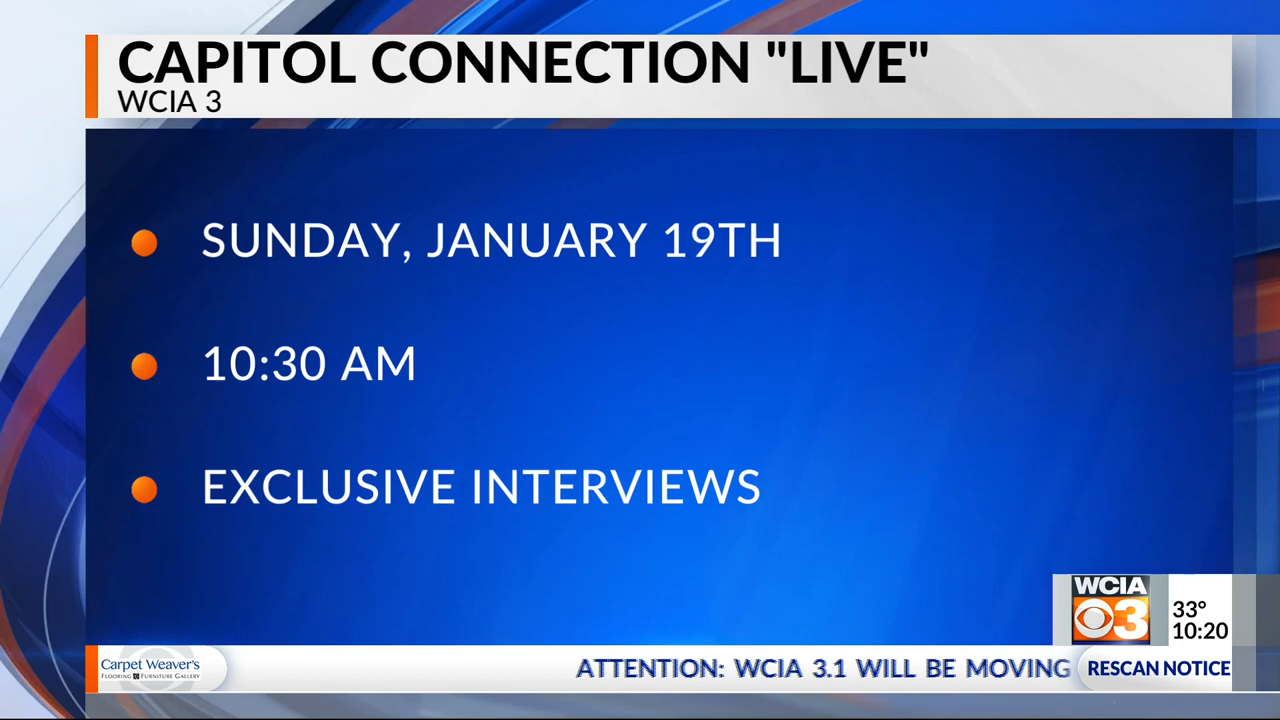 CAPITOL CONNECTION "LIVE"
WCIA 3
SUNDAY, JANUARY 19TH
10:30 AM
EXCLUSIVE INTERVIEWS
WCIA
3
33°
10:20
Carpet Weaver's
FLOORING & FURNITURE GALLERY
ATTENTION: WCIA 3.1 WILL BE MOVING
RESCAN NOTICE